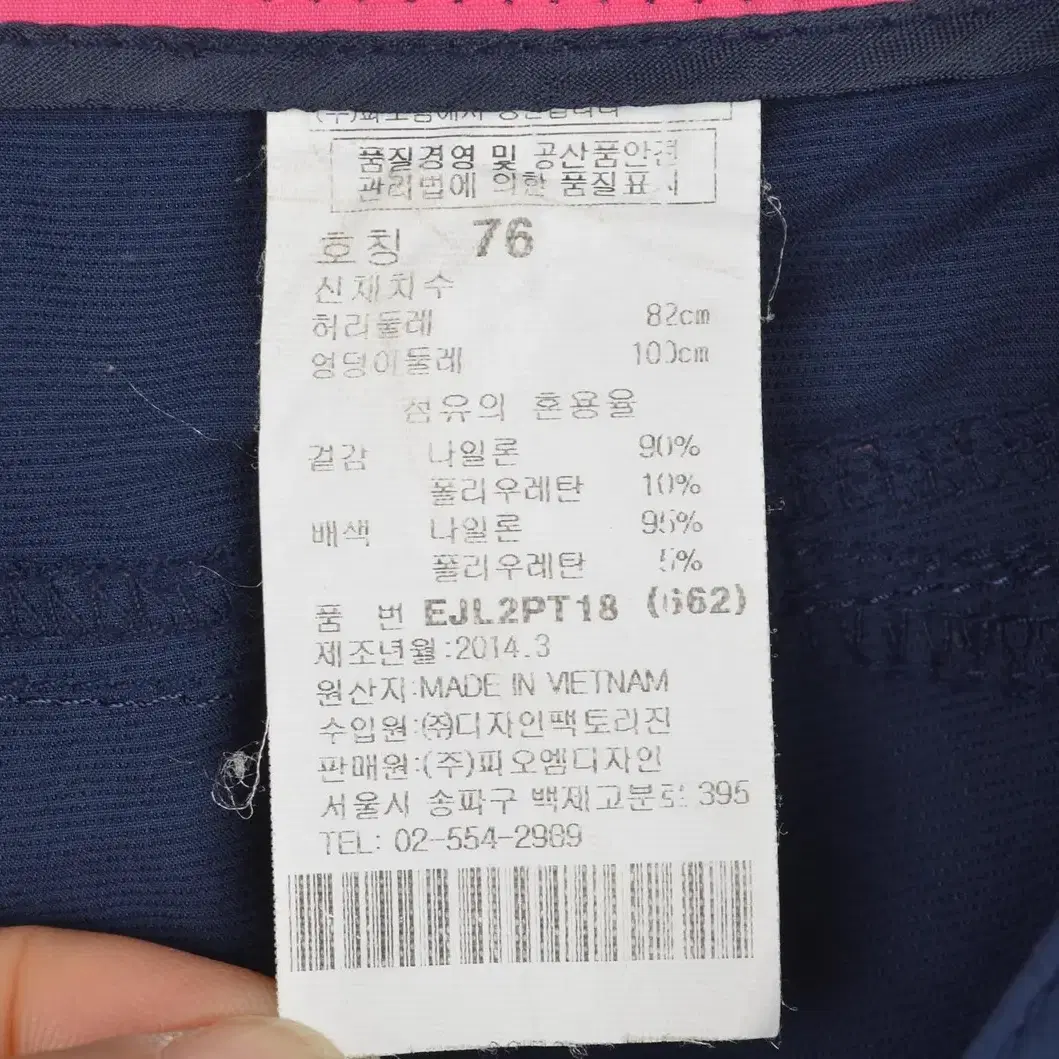 품질경영 및 공산품안전
관리법에 의한 품질표시
호칭 76
신체치수
허리둘레 82cm
엉덩이둘레 100cm
섬유의 혼용율
겉감 나일론 90%
폴리우레탄 10%
배색 나일론 95%
폴리우레탄 5%
품 번 EJL2PT18 (662)
제조년월:2014.3
원산지:MADE IN VIETNAM
수입원:(주)디자인팩토리진
판매원:(주)피오엠디자인
서울시 송파구 백제고분로 395
TEL: 02-554-2989